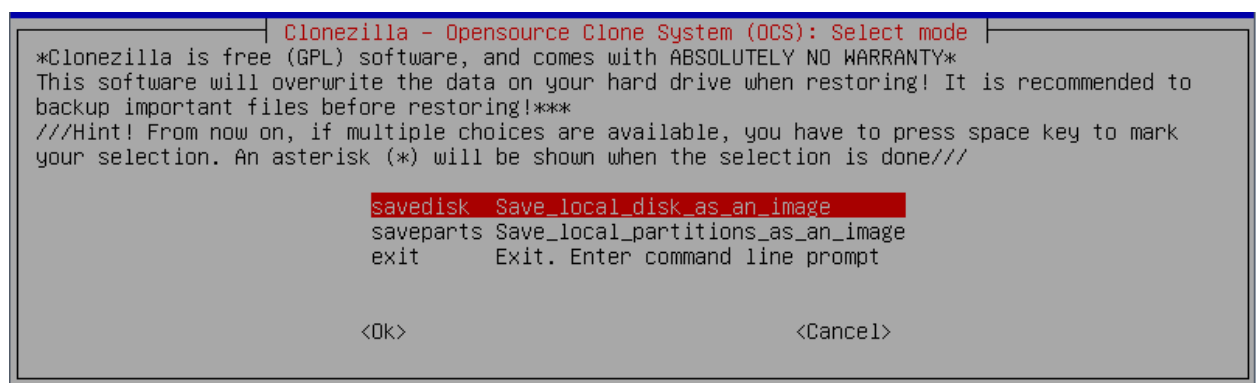 Clonezilla - Opensource Clone System (OCS): Select mode
*Clonezilla is free (GPL) software, and comes with ABSOLUTELY NO WARRANTY*
This software will overwrite the data on your hard drive when restoring! It is recommended to
backup important files before restoring!***
///Hint! From now on, if multiple choices are available, you have to press space key to mark
your selection. An asterisk (*) will be shown when the selection is done///
savedisk Save_local_disk_as_an_image
saveparts Save_local_partitions_as_an_image
exit Exit. Enter command line prompt
<Ok> <Cancel>